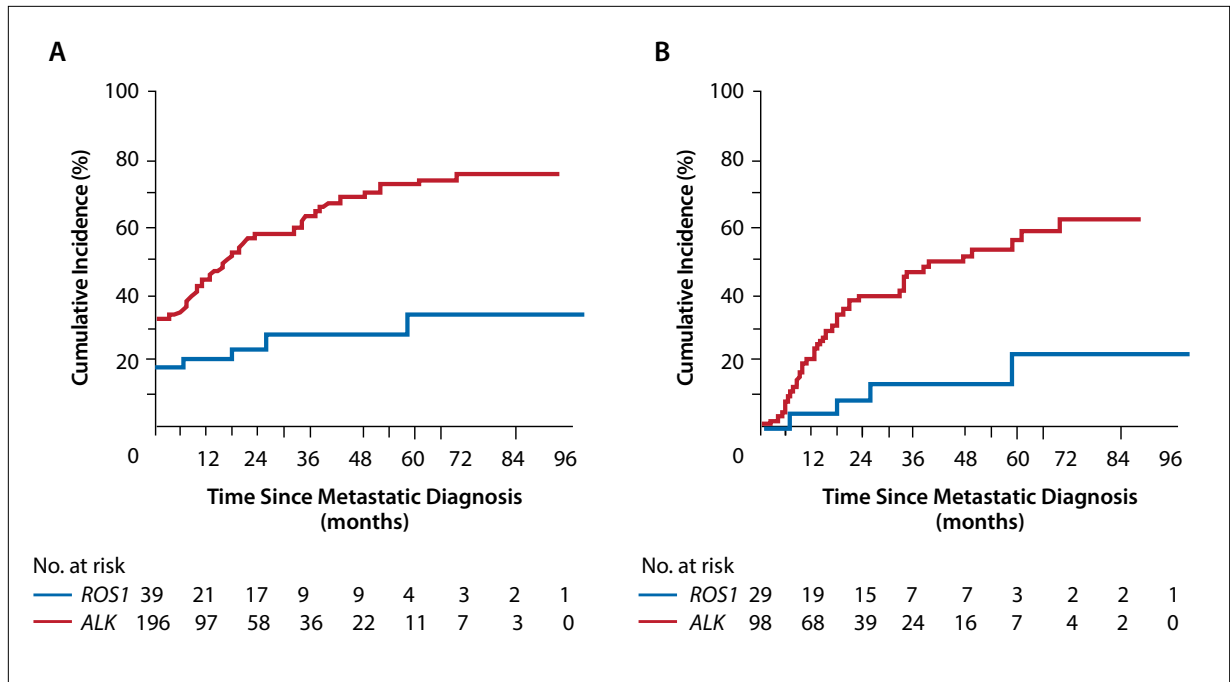 A
100
80
60
40
20
0
Cumulative Incidence (%)
12 24 36 48 60 72 84 96
Time Since Metastatic Diagnosis
(months)
No. at risk
ROS1 39 21 17 9 9 4 3 2 1
ALK 196 97 58 36 22 11 7 3 0
B
100
80
60
40
20
0
Cumulative Incidence (%)
12 24 36 48 60 72 84 96
Time Since Metastatic Diagnosis
(months)
No. at risk
ROS1 29 19 15 7 7 3 2 2 1
ALK 98 68 39 24 16 7 4 2 0